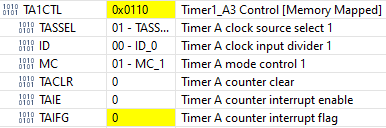 TA1CTL 0x0110 Timer1_A3 Control [Memory Mapped]
TASSEL 01 - TASS... Timer A clock source select 1
ID 00 - ID_0 Timer A clock input divider 1
MC 01 - MC_1 Timer A mode control 1
TACLR 0 Timer A counter clear
TAIE 0 Timer A counter interrupt enable
TAIFG 0 Timer A counter interrupt flag